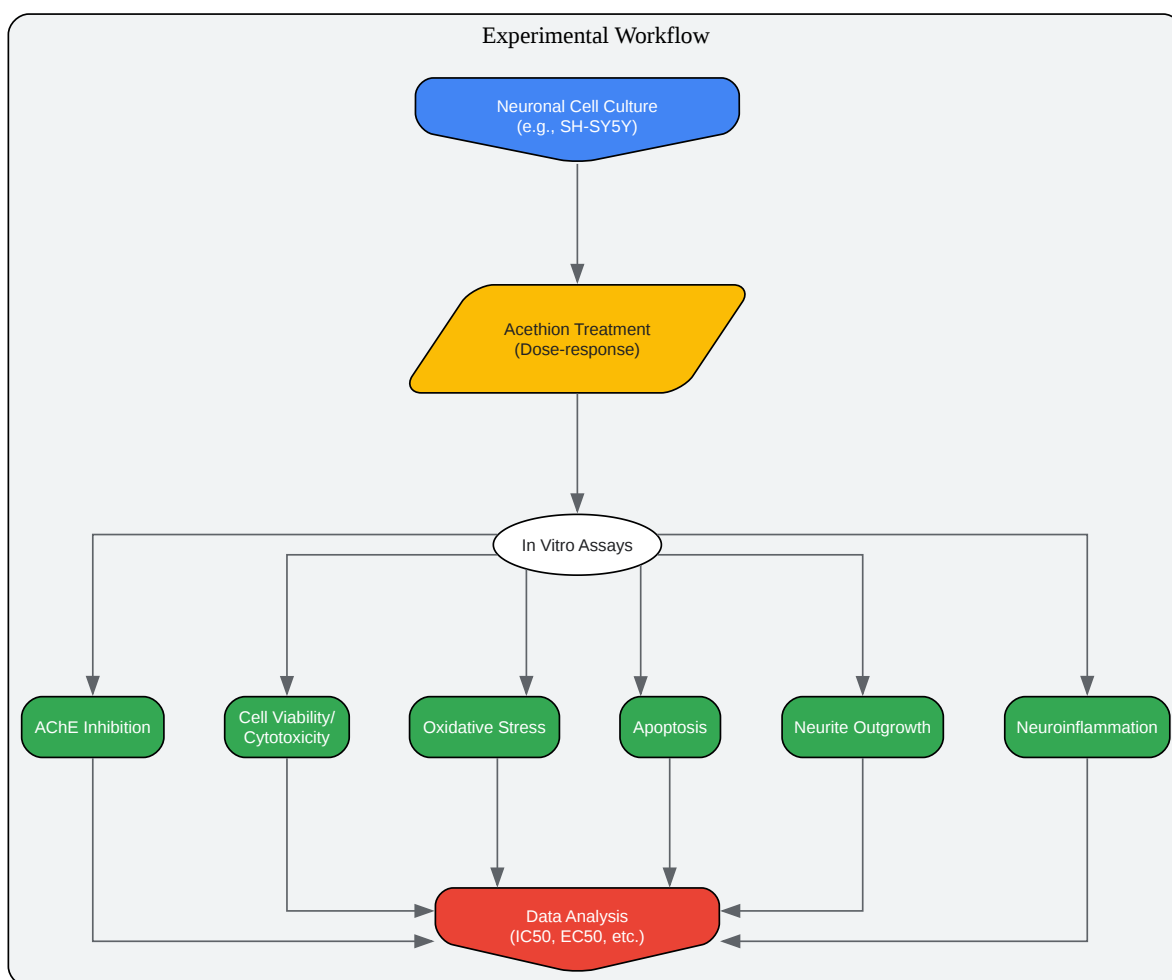 Experimental Workflow
Neuronal Cell Culture
(e.g., SH-SY5Y)
Acethion Treatment
(Dose-response)
In Vitro Assays
AChE Inhibition
Cell Viability/
Cytotoxicity
Oxidative Stress
Apoptosis
Neurite Outgrowth
Neuroinflammation
Data Analysis
(IC50, EC50, etc.)